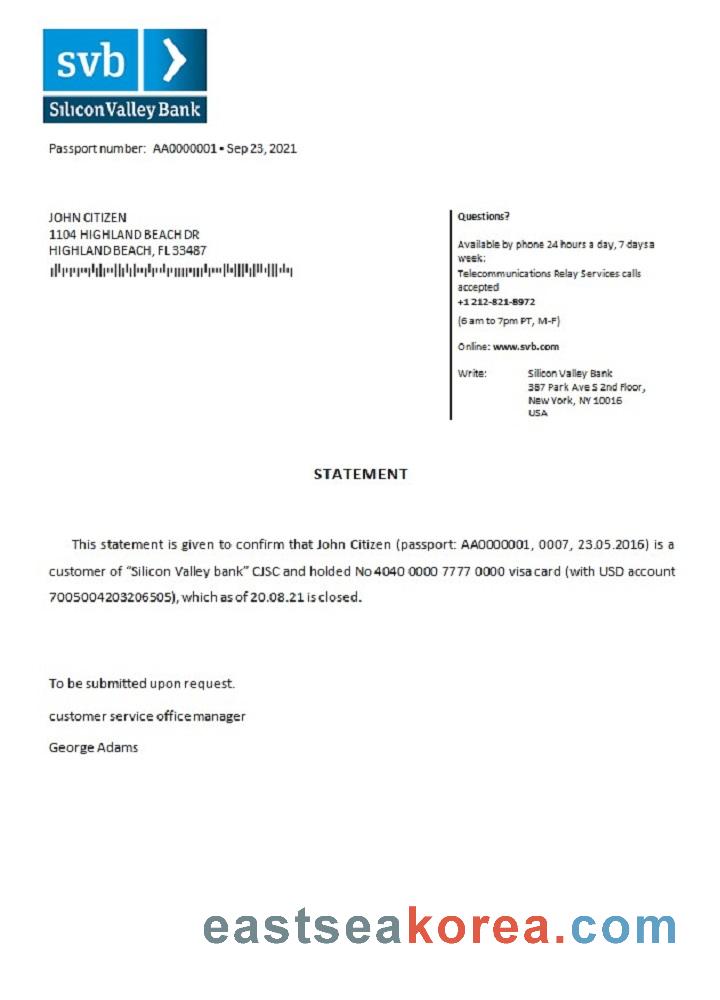 svb
Silicon Valley Bank
Passport number: AA0000001 • Sep 23, 2021
JOHN CITIZEN
1104 HIGHLAND BEACH DR
HIGHLAND BEACH, FL 33487
Questions?
Available by phone 24 hours a day, 7 days a
week:
Telecommunications Relay Services calls
accepted
+1 212-821-8972
(6 am to 7pm PT, M-F)
Online: www.svb.com
Write: Silicon Valley Bank
387 Park Ave S 2nd Floor,
New York, NY 10016
USA
STATEMENT
This statement is given to confirm that John Citizen (passport: AA0000001, 0007, 23.05.2016) is a
customer of "Silicon Valley bank" CJSC and holded No 4040 0000 7777 0000 visa card (with USD account
7005004203206505), which as of 20.08.21 is closed.
To be submitted upon request.
customer service office manager
George Adams
eastseakorea.com